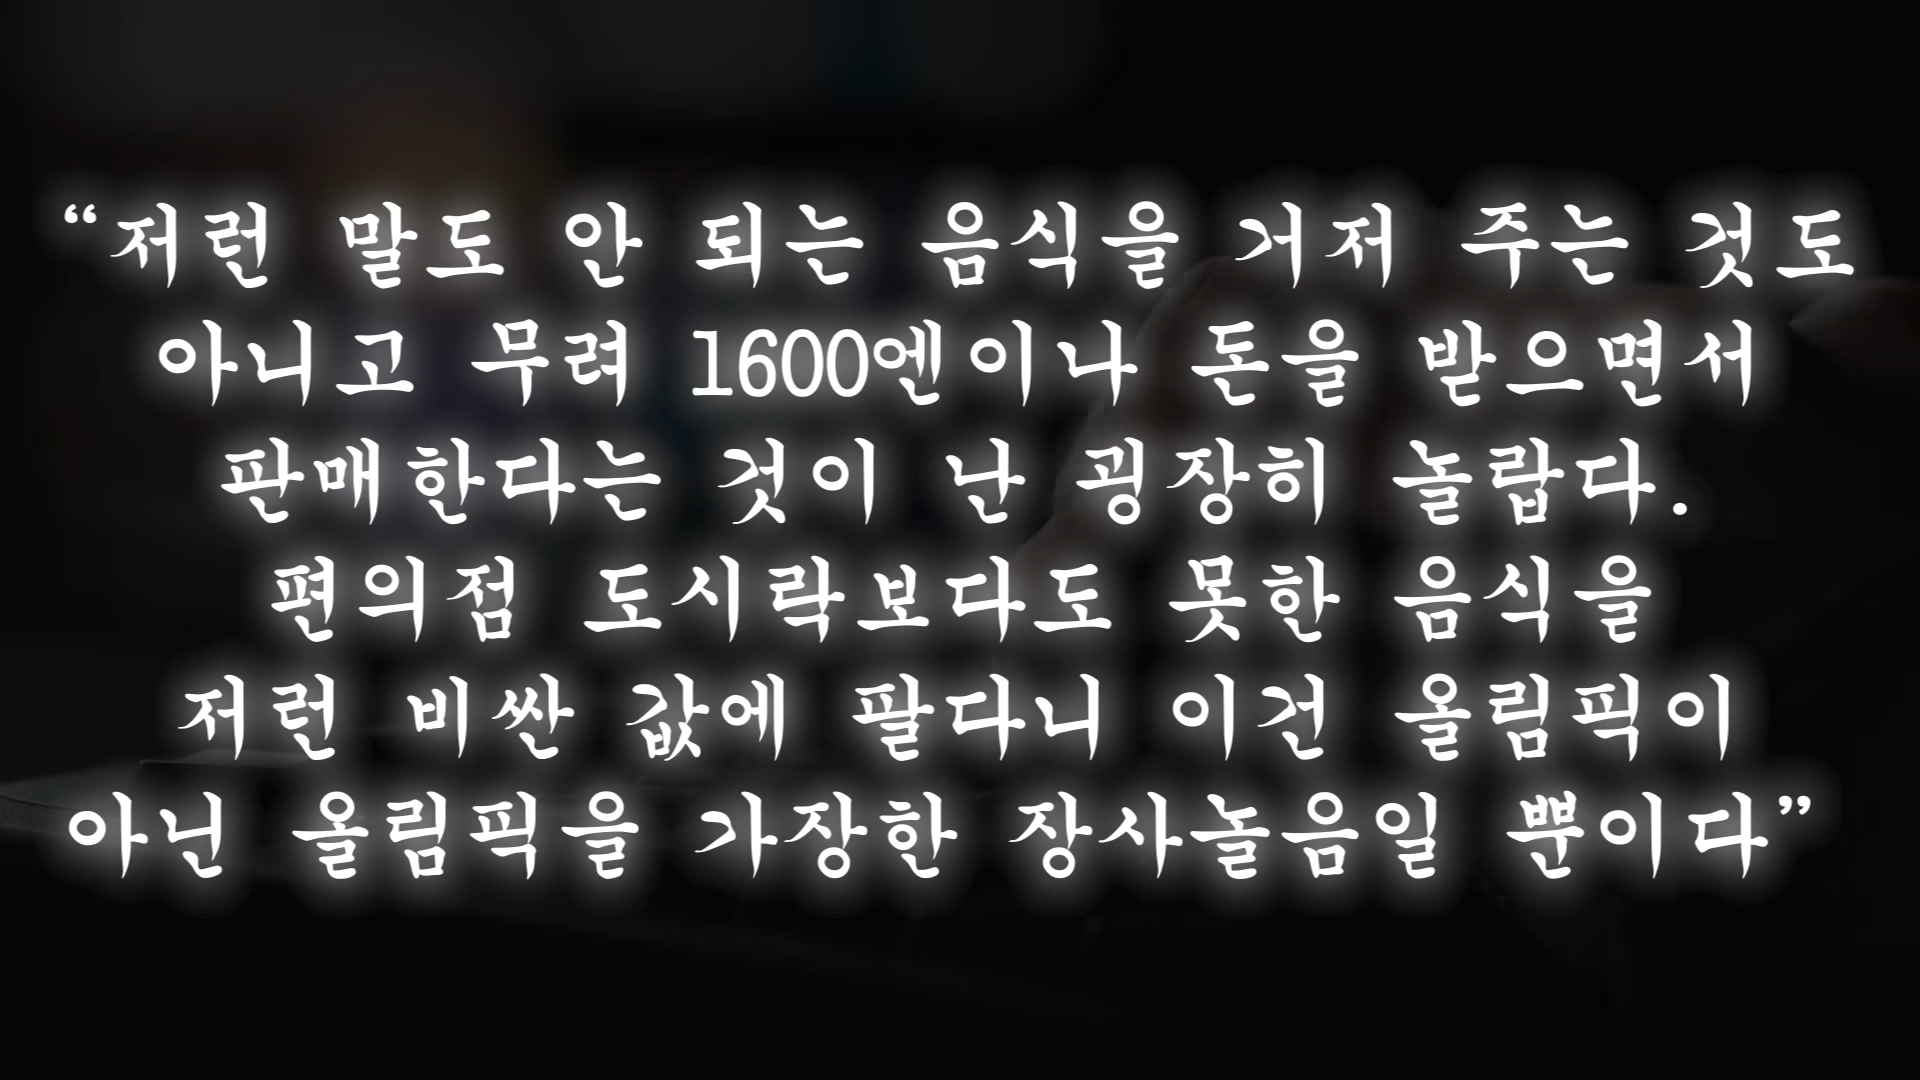 “저런 말도 안 되는 음식을 거저 주는 것도
아니고 무려 1600엔이나 돈을 받으면서
판매한다는 것이 난 굉장히 놀랍다.
편의점 도시락보다도 못한 음식을
저런 비싼 값에 팔다니 이건 올림픽이
아닌 올림픽을 가장한 장사놀음일 뿐이다”